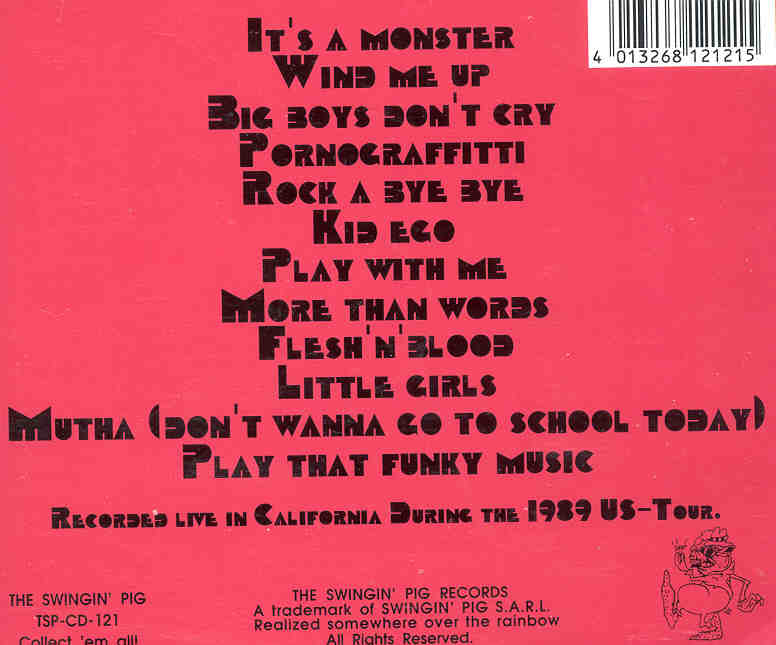 It's a monster
Wind me up
Big boys don't cry
Pornograffitti
Rock a bye bye
Kid ego
Play with me
More than words
Flesh'n'blood
Little girls
Mutha (don't wanna go to school today)
Play that funky music
Recorded live in California During the 1989 US-Tour.
4 013268 121215
THE SWINGIN' PIG
TSP-CD-121
Collect 'em all!
THE SWINGIN' PIG RECORDS
A trademark of SWINGIN' PIG S.A.R.L.
Realized somewhere over the rainbow
All Rights Reserved.